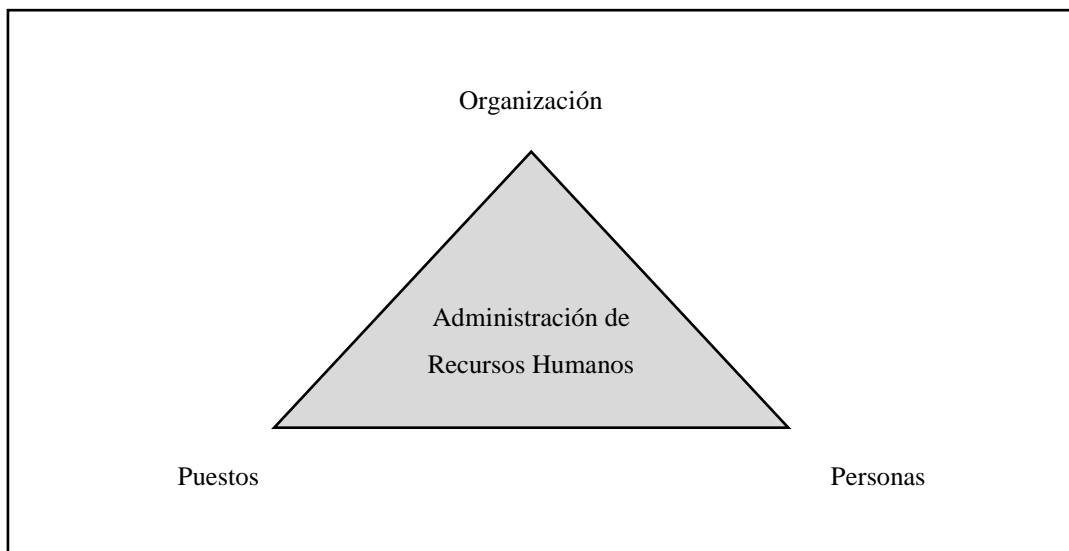 Organización
Administración de
Recursos Humanos
Puestos
Personas